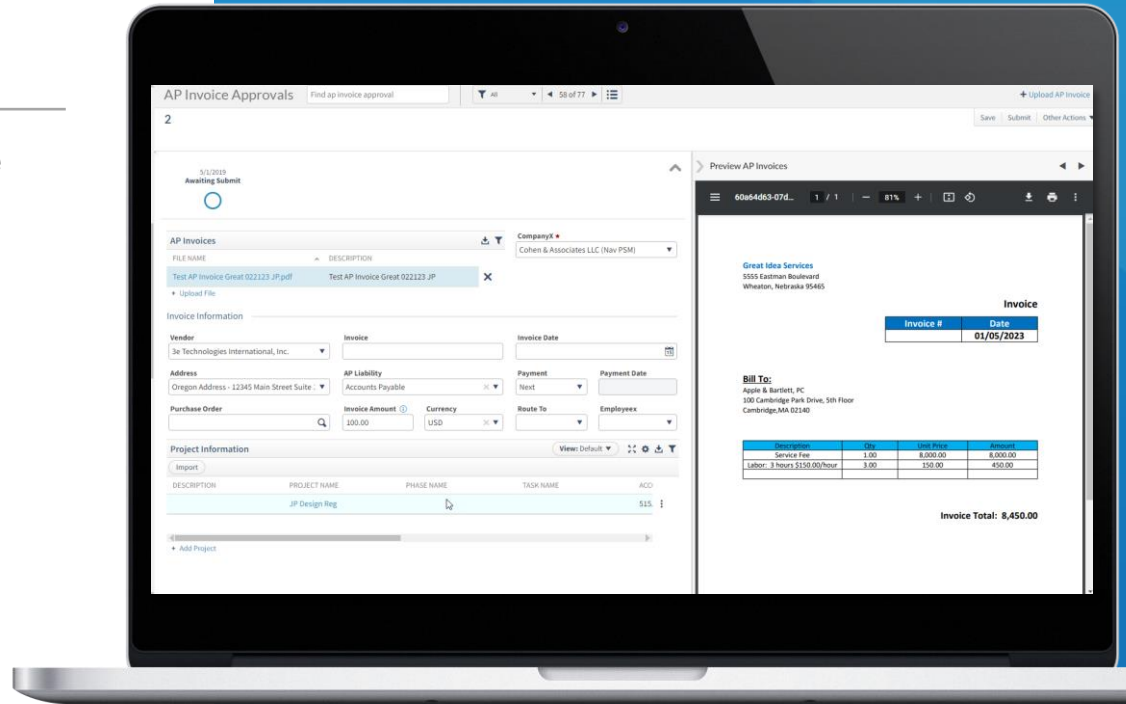 AP Invoice Approvals
Find ap invoice approval
All
58 of 77
+ Upload AP Invoice
2
Save
Submit
Other Actions
5/1/2019
Awaiting Submit
AP Invoices
FILE NAME
DESCRIPTION
Test AP Invoice Great 022123 JP.pdf
Test AP Invoice Great 022123 JP
+ Upload File
CompanyX *
Cohen & Associates LLC (Nav PSM)
Invoice Information
Vendor
Invoice
Invoice Date
3e Technologies International, Inc.
Address
AP Liability
Payment
Payment Date
Oregon Address - 12345 Main Street Suite
Accounts Payable
Next
Purchase Order
Invoice Amount
Currency
Route To
Employeex
100.00
USD
Project Information
View: Default
Import
DESCRIPTION
PROJECT NAME
PHASE NAME
TASK NAME
JP Design Reg
515.
+ Add Project
Preview AP Invoices
60a64d63-07d...
1 / 1
81%
Great Idea Services
5555 Eastman Boulevard
Wheaton, Nebraska 95465
Invoice
Invoice # Date
01/05/2023
Bill To:
Apple & Bartlett, PC
100 Cambridge Park Drive, 5th Floor
Cambridge,MA 02140
Description Qty Unit Price Amount
Service Fee 1.00 8,000.00 8,000.00
Labor: 3 hours $150.00/hour 3.00 150.00 450.00
Invoice Total: 8,450.00